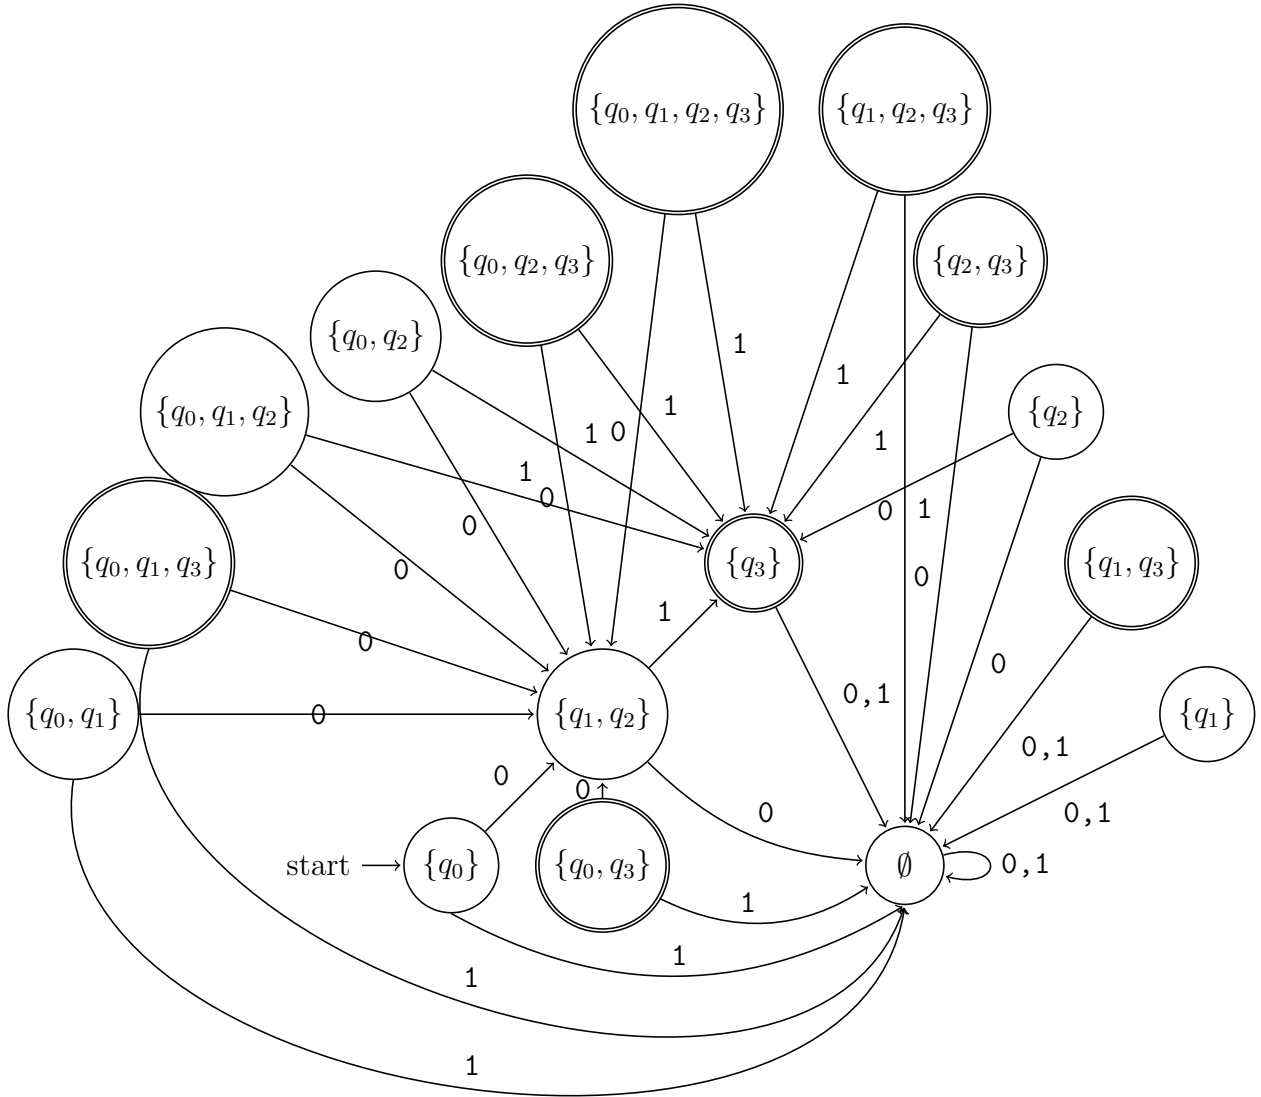 {q0, q1, q2, q3}
{q1, q2, q3}
{q0, q2, q3}
{q2, q3}
{q0, q2}
1
1
{q0, q1, q2}
1
{q2}
1 0
1
1
0
0 1
0
{q0, q1, q3}
0
{q3}
0
{q1, q3}
1
0
0
0,1
{q0, q1}
0
{q1, q2}
{q1}
0,1
0
0
0
0,1
start
{q0}
{q0, q3}
∅
0,1
1
1
1
1